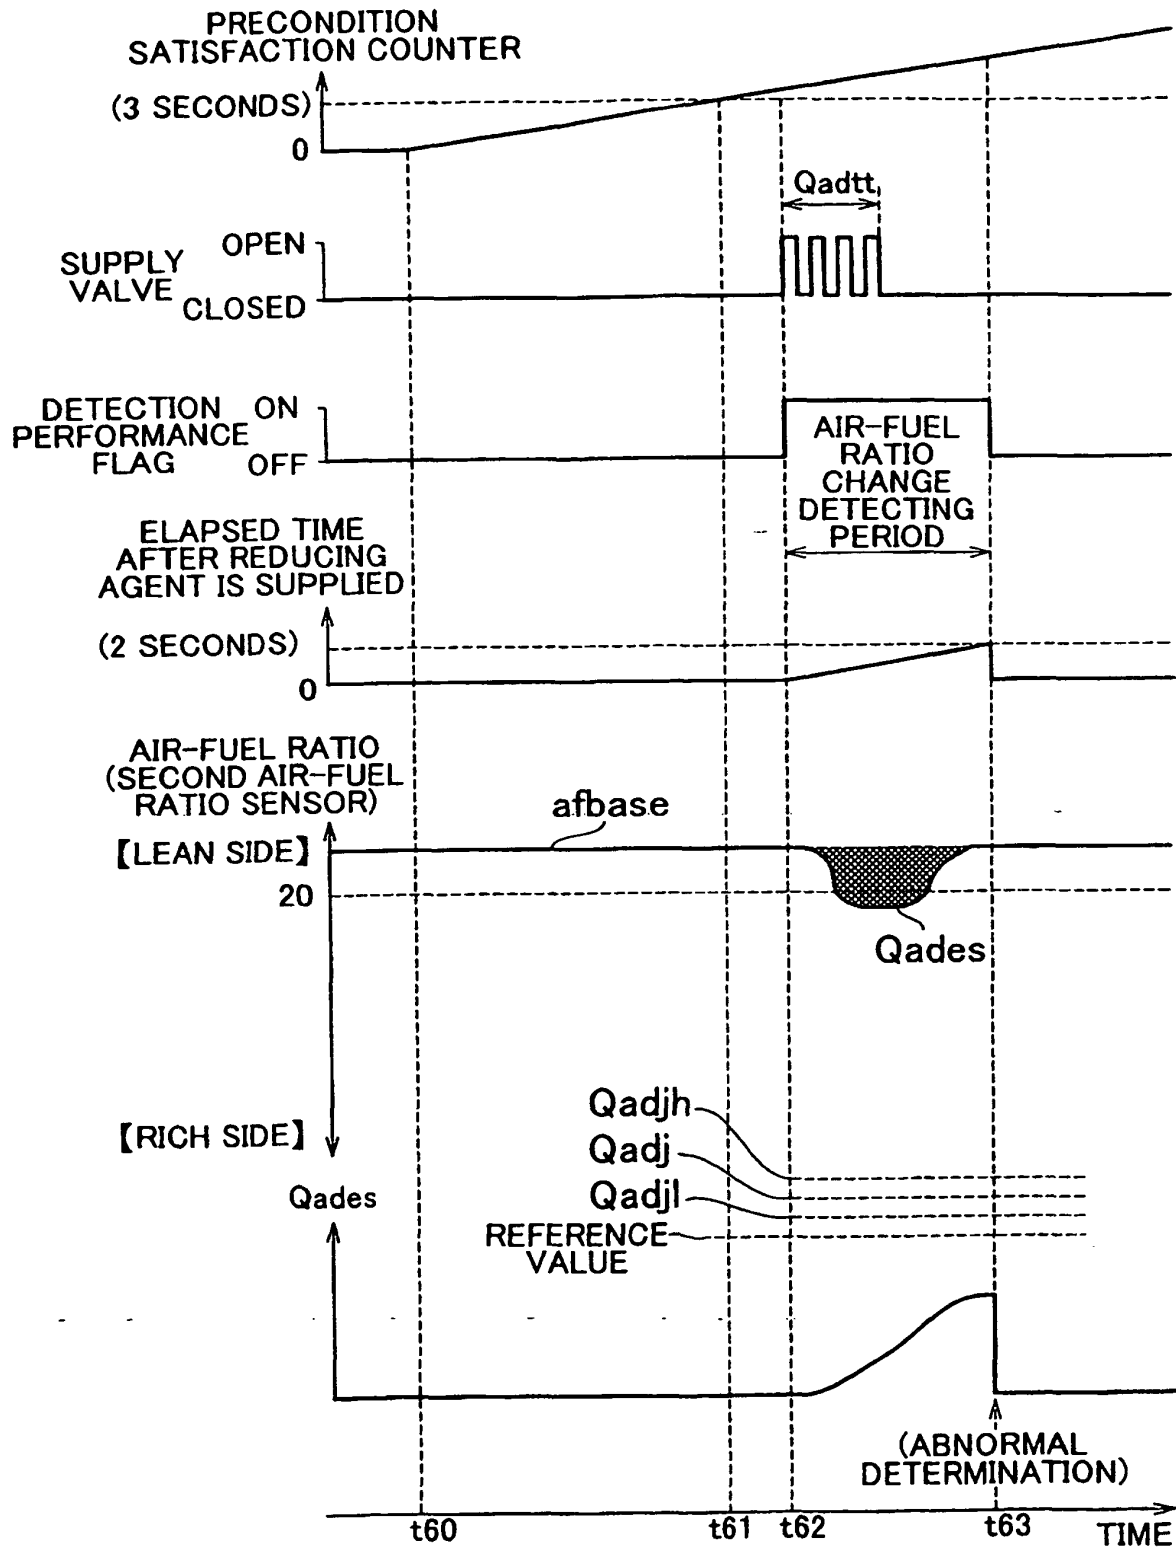 PRECONDITION
SATISFACTION COUNTER
(3 SECONDS)
0
Qadtt
SUPPLY
VALVE
OPEN
CLOSED
DETECTION
PERFORMANCE
FLAG
ON
OFF
AIR-FUEL
RATIO
CHANGE
DETECTING
PERIOD
ELAPSED TIME
AFTER REDUCING
AGENT IS SUPPLIED
(2 SECONDS)
0
AIR-FUEL RATIO
(SECOND AIR-FUEL
RATIO SENSOR)
afbase
【LEAN SIDE】
20
Qades
【RICH SIDE】
Qadjh
Qadj
Qadjl
REFERENCE
VALUE
Qades
(ABNORMAL
DETERMINATION)
t60
t61
t62
t63
TIME